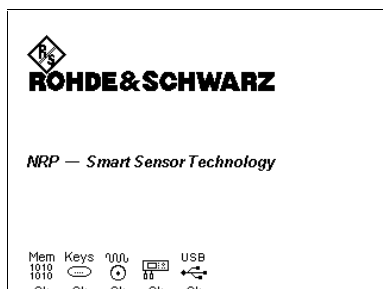 R
S
ROHDE&SCHWARZ
NRP — Smart Sensor Technology
Mem Keys USB
1010
1010